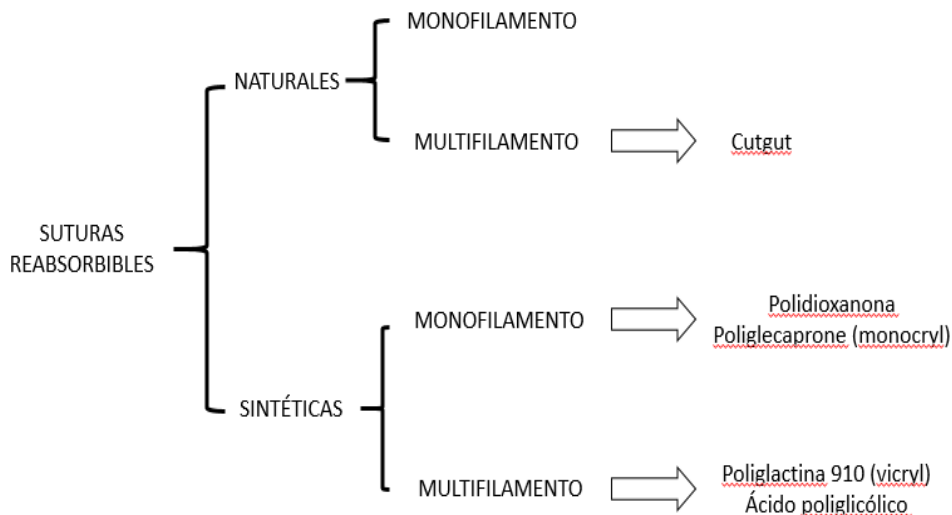 MONOFILAMENTO
NATURALES
MULTIFILAMENTO
Cutgut
SUTURAS
REABSORBIBLES
MONOFILAMENTO
Polidioxanona
Poliglecaprone (monocryl)
SINTÉTICAS
MULTIFILAMENTO
Poliglactina 910 (vicryl)
Ácido poliglicólico